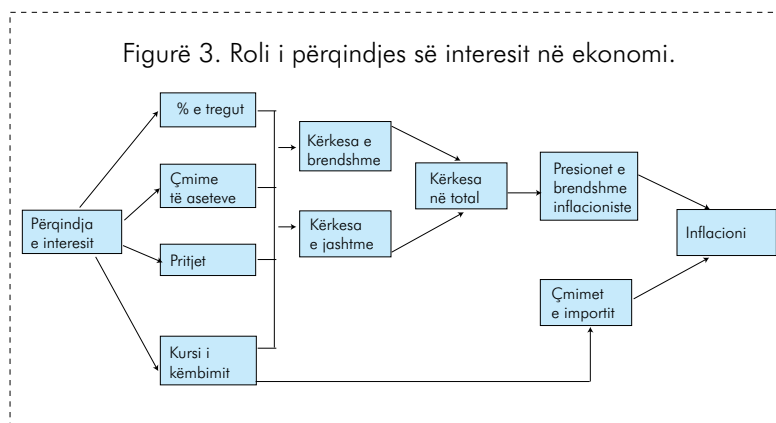 Figurë 3. Roli i përqindjes së interesit në ekonomi.
Përqindja
e interesit
% e tregut
Çmime
të aseteve
Pritjet
Kursi i
këmbimit
Kërkesa e
brendshme
Kërkesa
e jashtme
Kërkesa
në total
Presionet e
brendshme
inflacioniste
Çmimet
e importit
Inflacioni